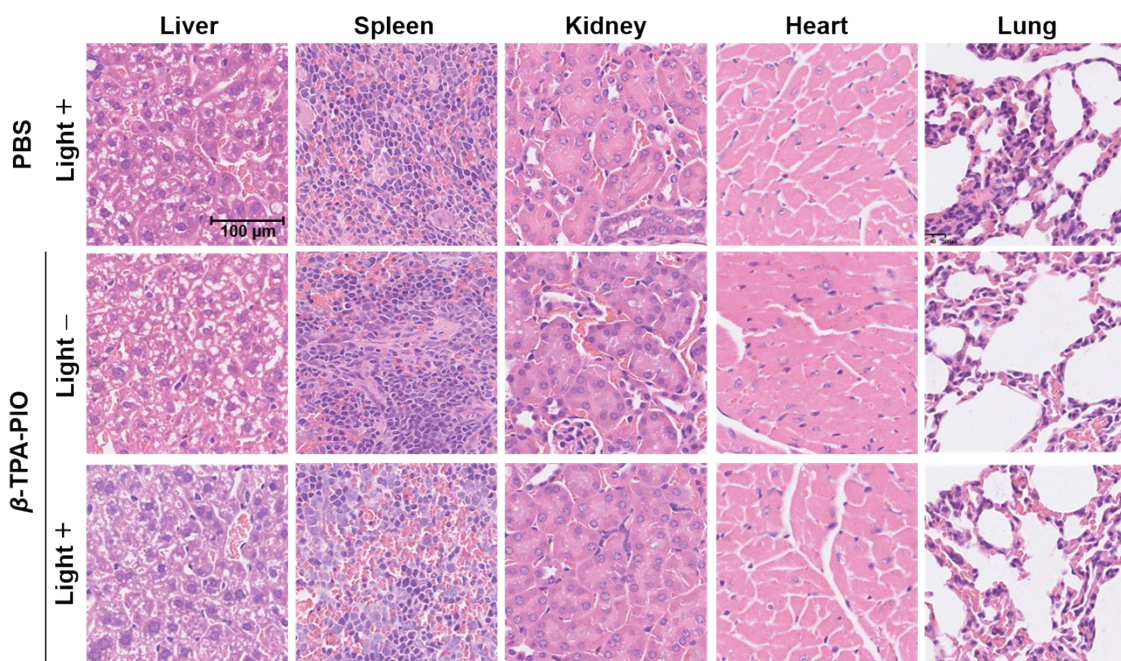 Liver Spleen Kidney Heart Lung
PBS
Light +
100 μm
β-TPA-PIO
Light −
Light +